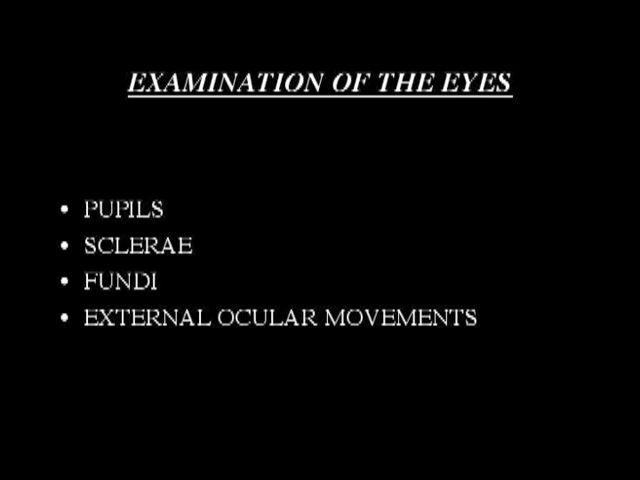 EXAMINATION OF THE EYES
• PUPILS
• SCLERAE
• FUNDI
• EXTERNAL OCULAR MOVEMENTS